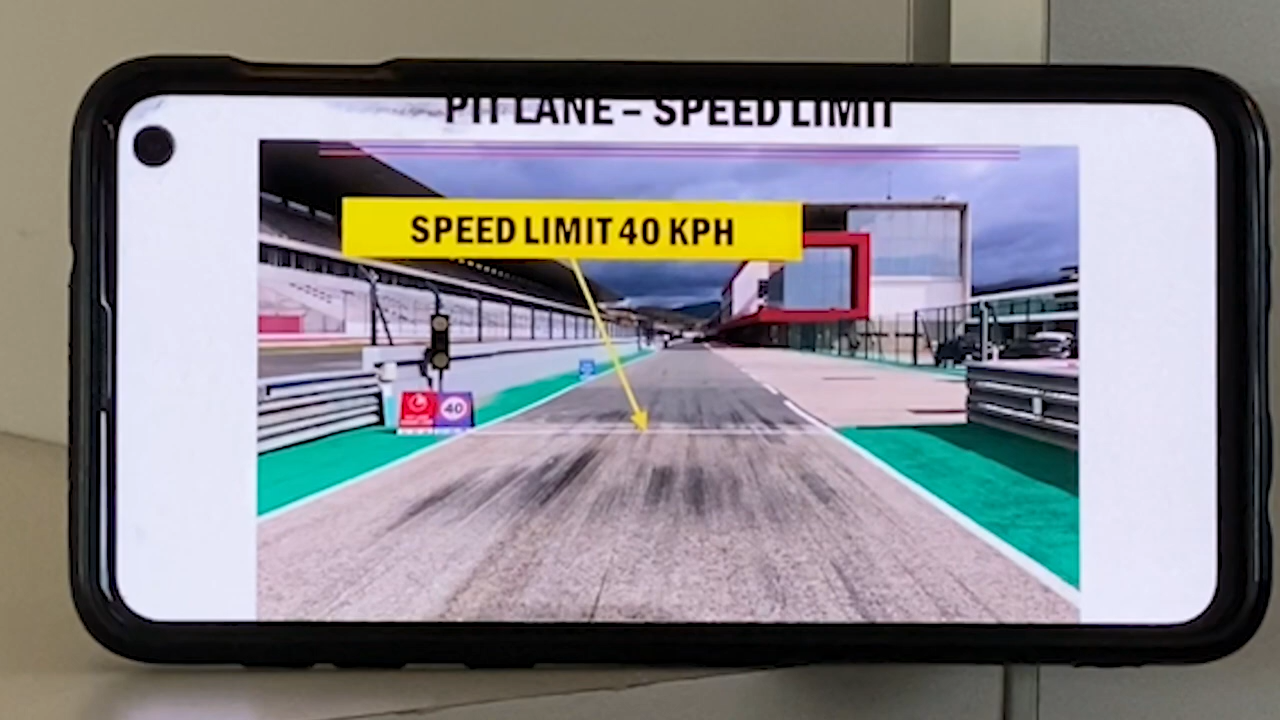 PIT LANE – SPEED LIMIT
SPEED LIMIT 40 KPH
40